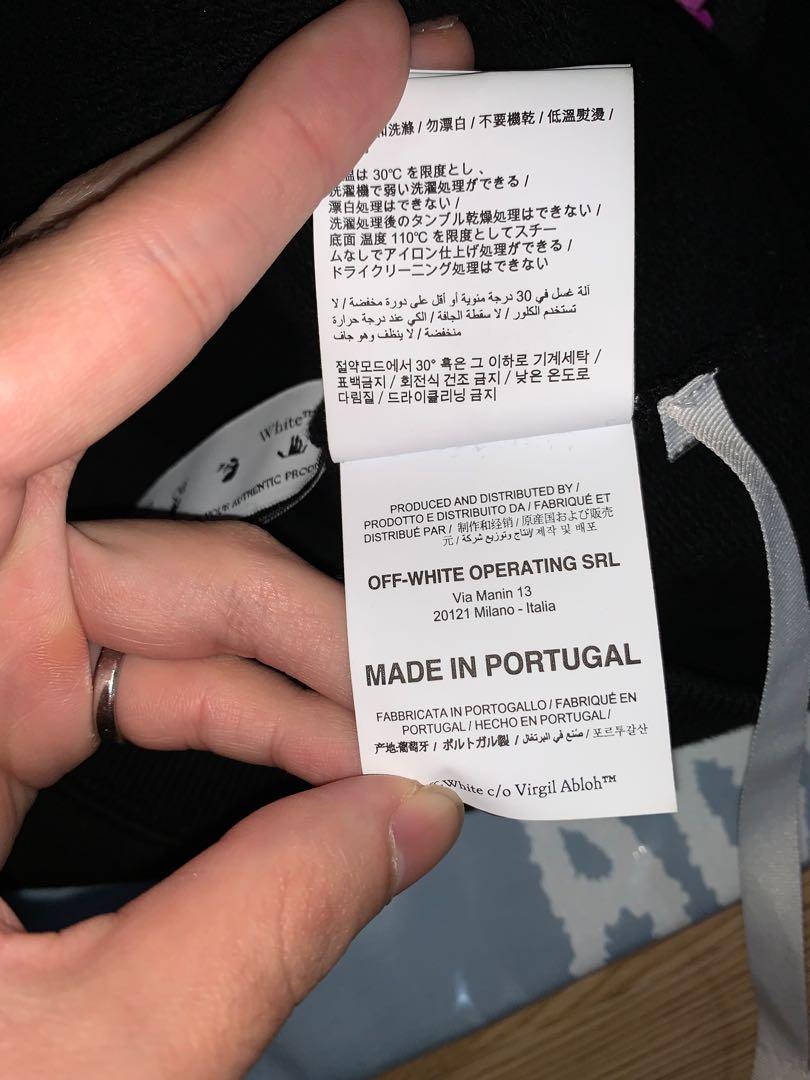 和洗滌 / 勿漂白 / 不要機乾 / 低溫熨燙 /
温は 30℃ を限度とし 、
洗濯機で弱い洗濯処理ができる /
漂白処理はできない /
洗濯処理後のタンブル乾燥処理はできない /
底面 温度 110℃ を限度としてスチー
ムなしでアイロン仕上げ処理ができる /
ドライクリーニング処理はできない
آلة غسل في 30 درجة مئوية أو أقل على دورة مخفضة / لا
تستخدم الكلور / لا سقطة الجافة / الكي عند درجة حرارة
منخفضة / لا ينظف وهو جاف
절약모드에서 30° 혹은 그 이하로 기계세탁 /
표백금지 / 회전식 건조 금지 / 낮은 온도로
다림질 / 드라이클리닝 금지
White™
AUTHENTIC
PRODUCED AND DISTRIBUTED BY /
PRODOTTO E DISTRIBUITO DA / FABRIQUÉ ET
DISTRIBUÉ PAR / 制作和经销 / 原産国および販売
元 / إنتاج وتوزيع شركة / 제작 및 배포
OFF-WHITE OPERATING SRL
Via Manin 13
20121 Milano - Italia
MADE IN PORTUGAL
FABBRICATA IN PORTOGALLO / FABRIQUÉ EN
PORTUGAL / HECHO EN PORTUGAL /
产地:葡萄牙 / ポルトガル製 / صنع في البرتغال / 포르투갈산
White c/o Virgil Abloh™